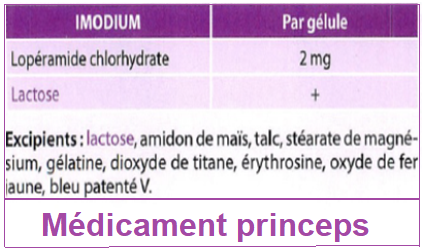 IMODIUM Par gélule
Lopéramide chlorhydrate 2 mg
Lactose +
Excipients : lactose, amidon de maïs, talc, stéarate de magné-
sium, gélatine, dioxyde de titane, érythrosine, oxyde de fer
jaune, bleu patenté V.
Médicament princeps